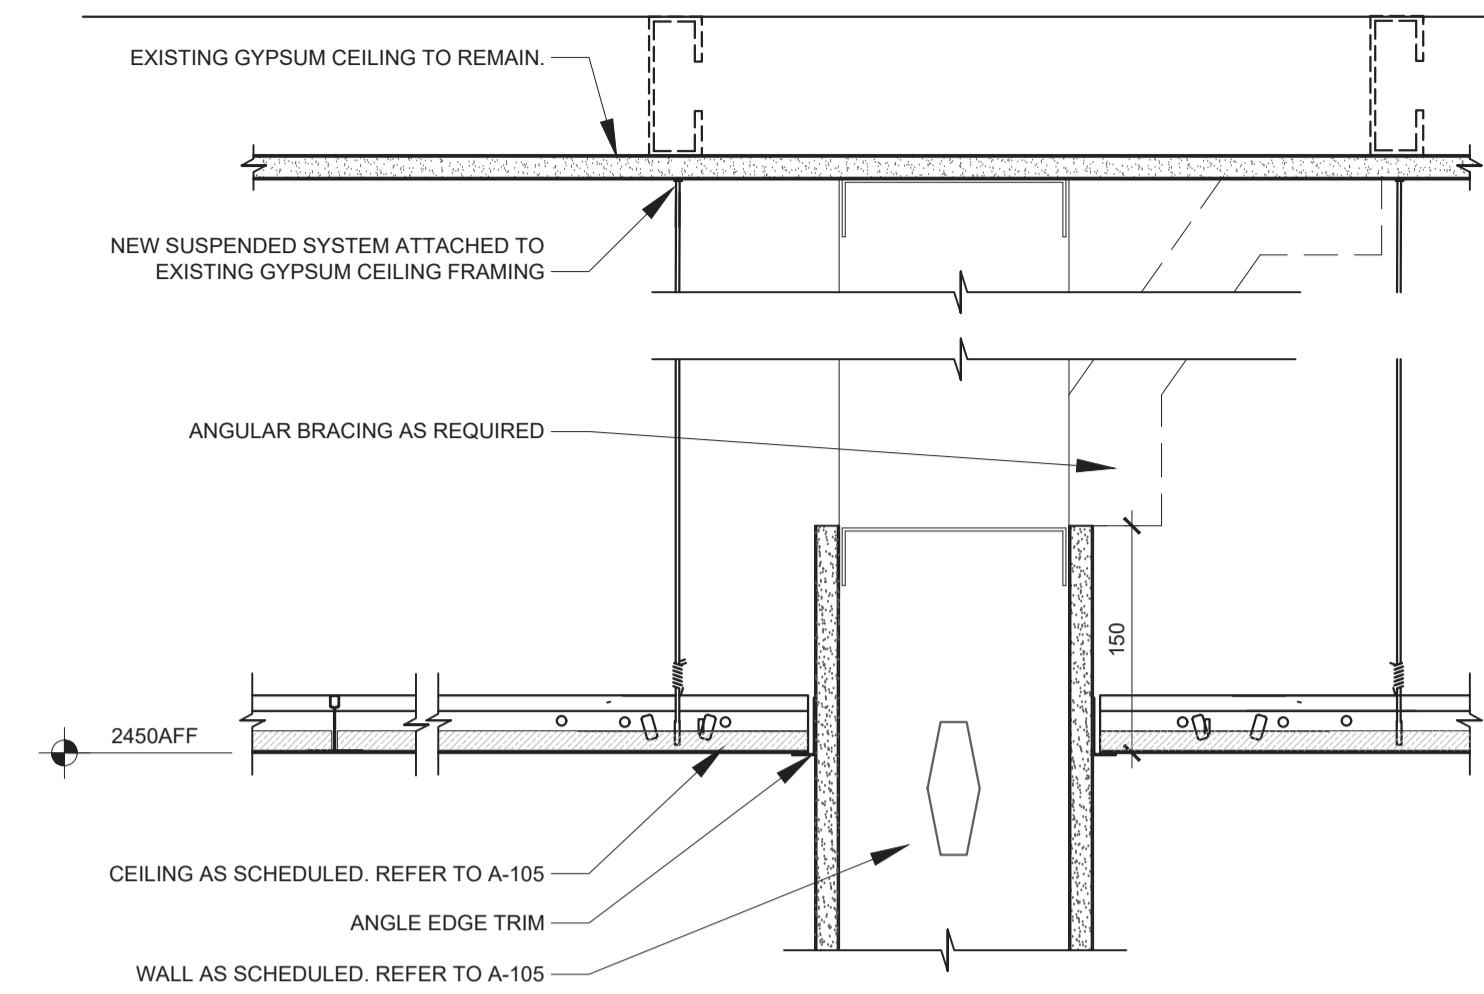 EXISTING GYPSUM CEILING TO REMAIN.
NEW SUSPENDED SYSTEM ATTACHED TO
EXISTING GYPSUM CEILING FRAMING
ANGULAR BRACING AS REQUIRED
150
2450AFF
CEILING AS SCHEDULED. REFER TO A-105
ANGLE EDGE TRIM
WALL AS SCHEDULED. REFER TO A-105